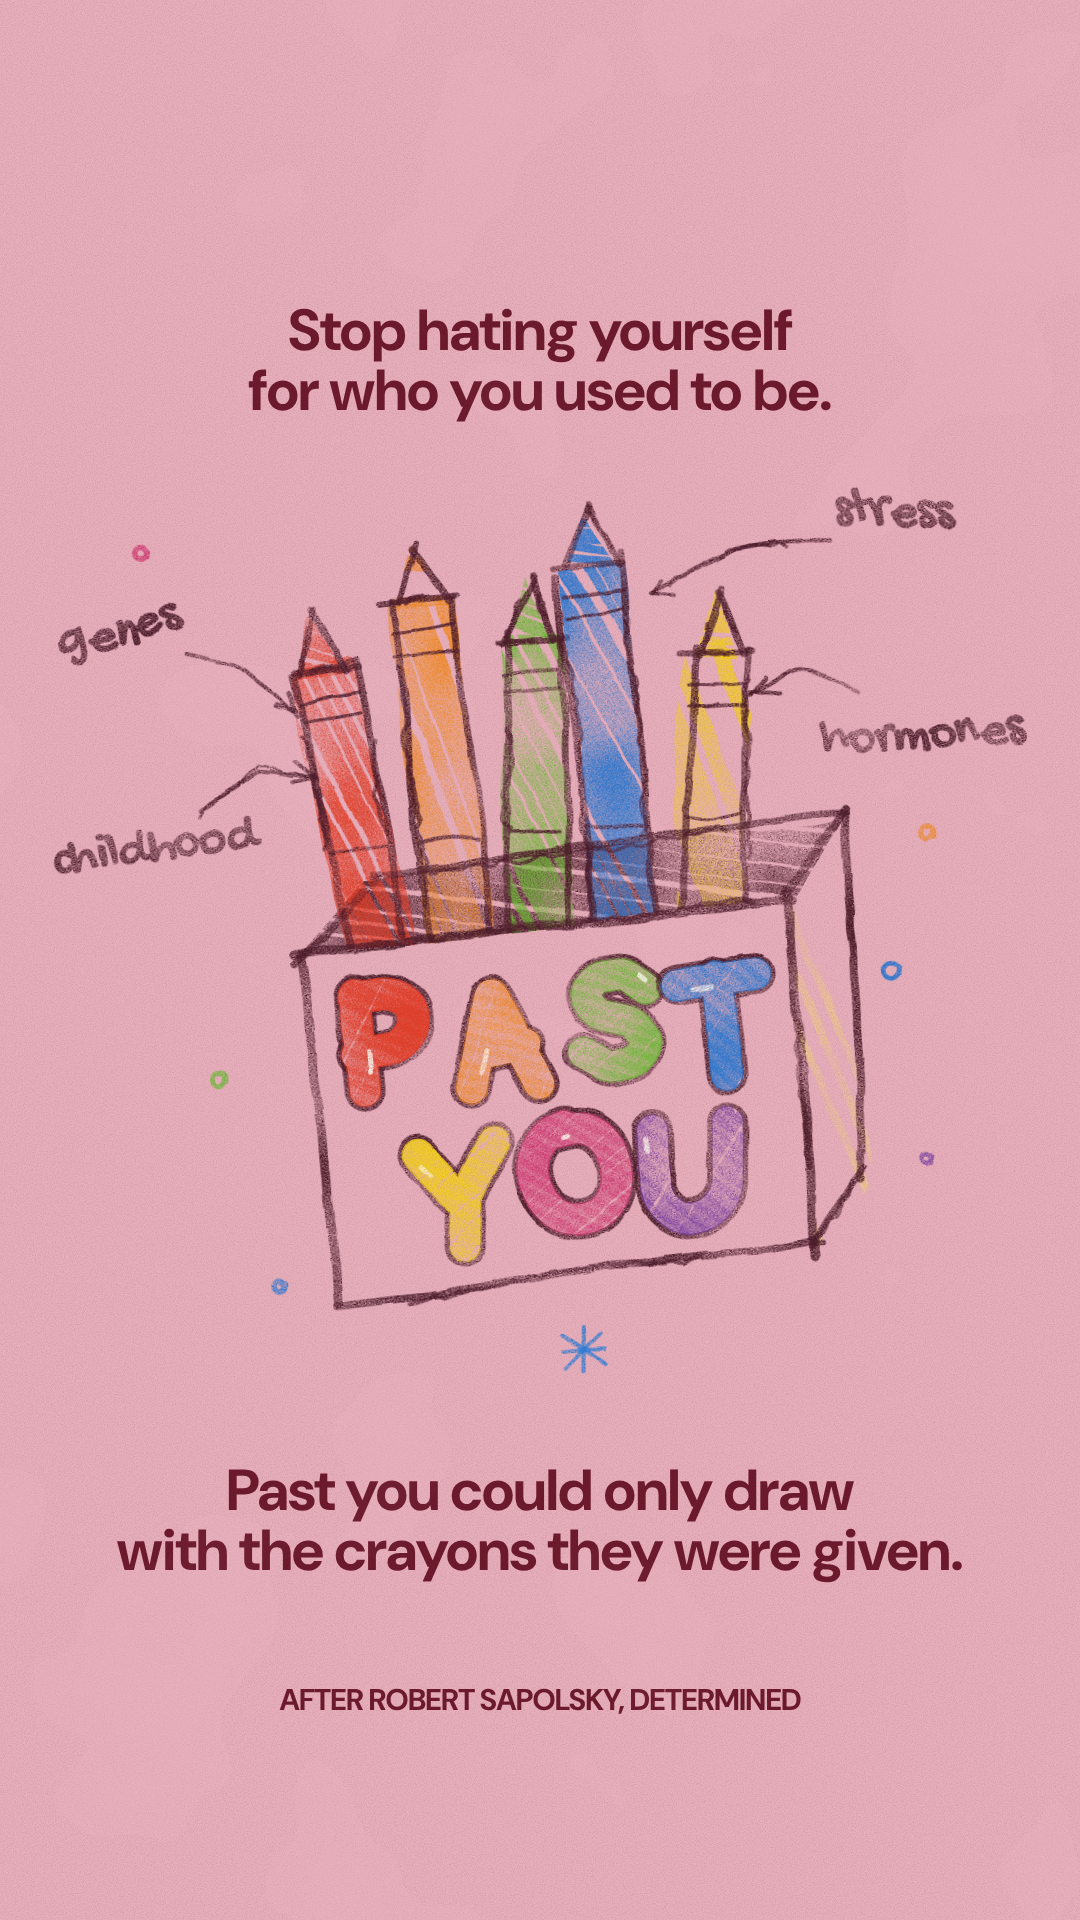 Stop hating yourself
for who you used to be.
stress
genes
hormones
childhood
PAST
YOU
Past you could only draw
with the crayons they were given.
AFTER ROBERT SAPOLSKY, DETERMINED